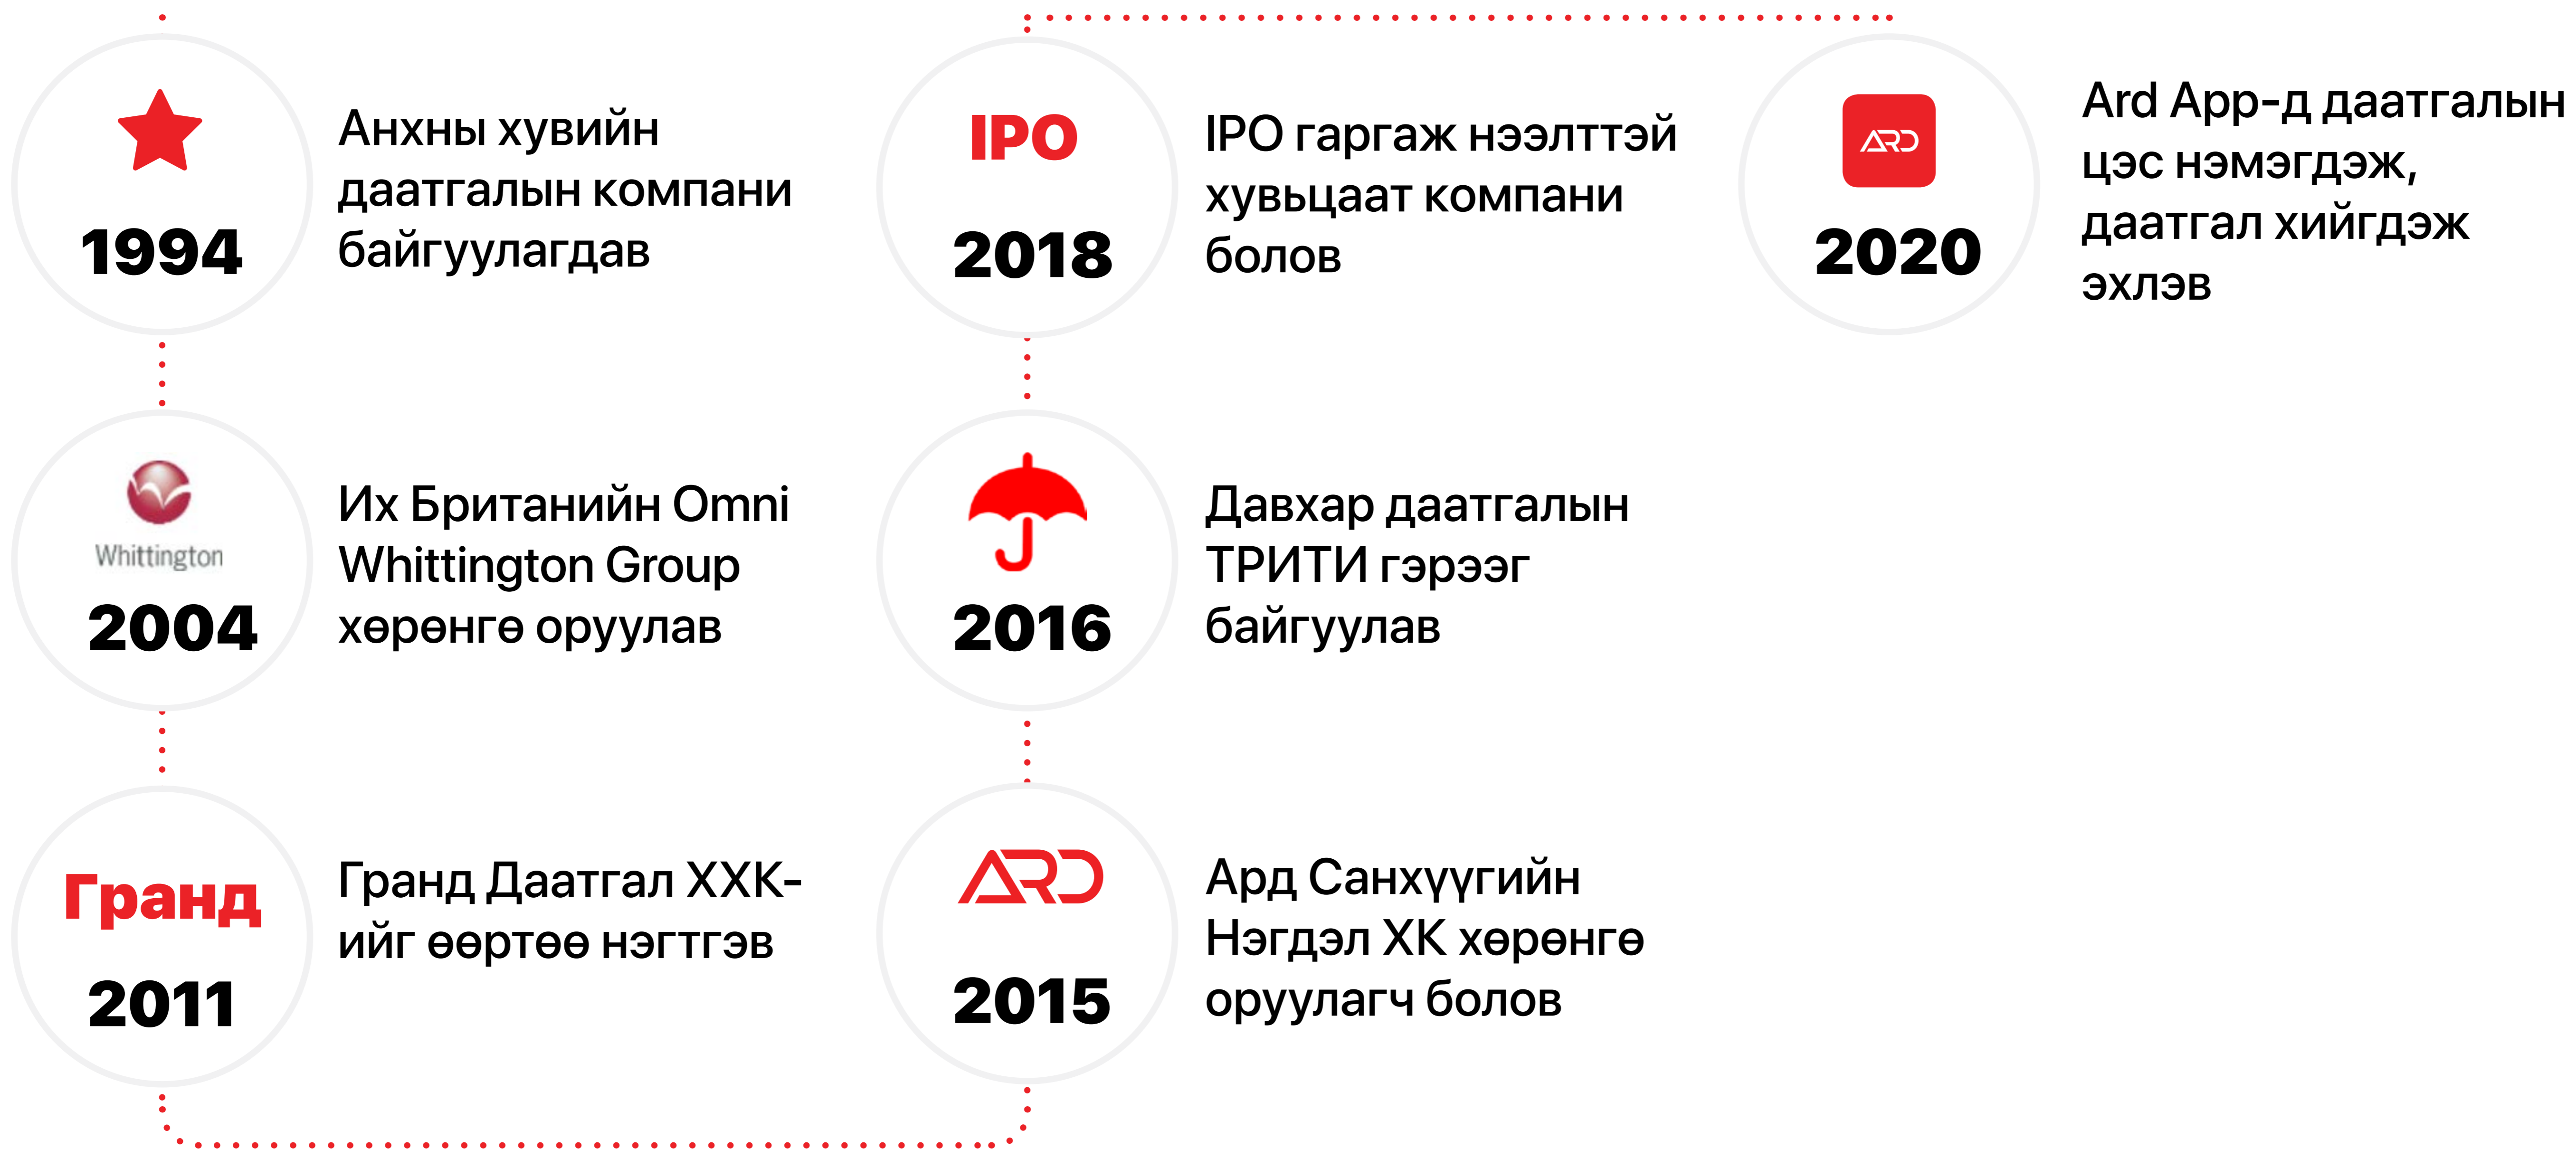 1994
Анхны хувийн
даатгалын компани
байгуулагдав
Whittington
2004
Их Британийн Omni
Whittington Group
хөрөнгө оруулав
Гранд
2011
Гранд Даатгал ХХК-
ийг өөртөө нэгтгэв
ARD
2015
Ард Санхүүгийн
Нэгдэл ХК хөрөнгө
оруулагч болов
2016
Давхар даатгалын
ТРИТИ гэрээг
байгуулав
IPO
2018
IPO гаргаж нээлттэй
хувьцаат компани
болов
ARD
2020
Ard App-д даатгалын
цэс нэмэгдэж,
даатгал хийгдэж
эхлэв